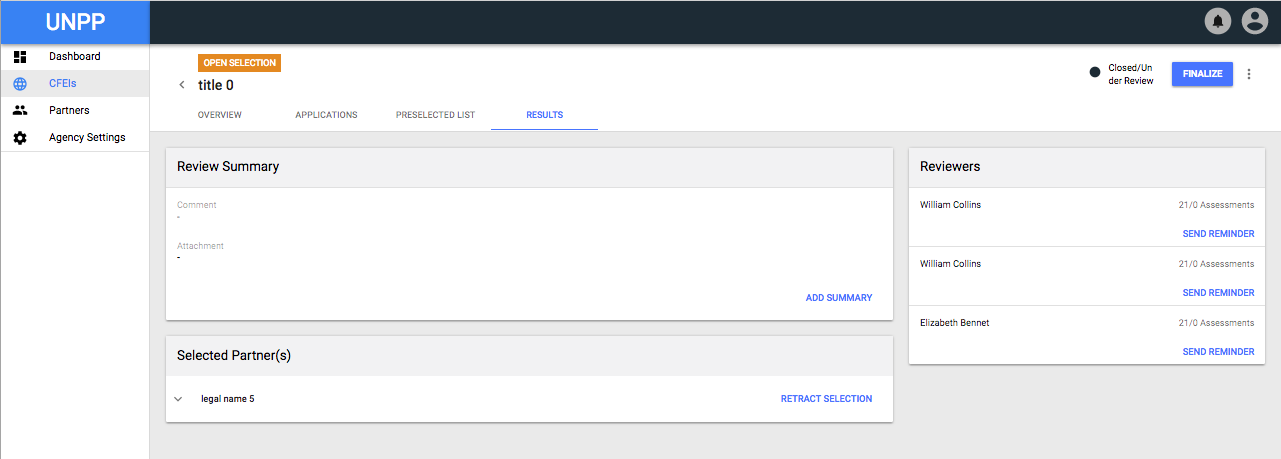 UNPP
Dashboard
CFEIs
Partners
Agency Settings
OPEN SELECTION
title 0
Closed/Un
der Review
FINALIZE
OVERVIEW
APPLICATIONS
PRESELECTED LIST
RESULTS
Review Summary
Comment
-
Attachment
-
ADD SUMMARY
Selected Partner(s)
legal name 5
RETRACT SELECTION
Reviewers
William Collins
21/0 Assessments
SEND REMINDER
William Collins
21/0 Assessments
SEND REMINDER
Elizabeth Bennet
21/0 Assessments
SEND REMINDER